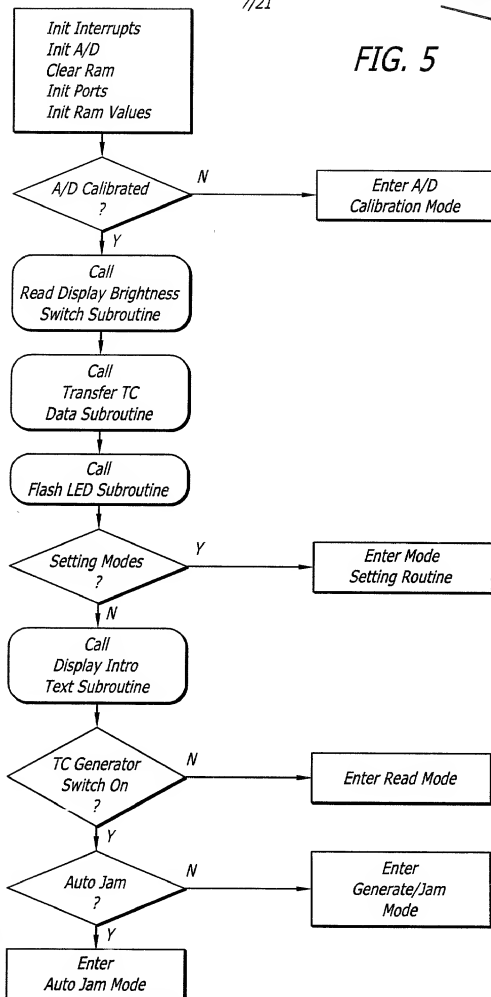 7/21
FIG. 5
Init Interrupts
Init A/D
Clear Ram
Init Ports
Init Ram Values
A/D Calibrated
?
N
Enter A/D
Calibration Mode
Y
Call
Read Display Brightness
Switch Subroutine
Call
Transfer TC
Data Subroutine
Call
Flash LED Subroutine
Setting Modes
?
Y
Enter Mode
Setting Routine
N
Call
Display Intro
Text Subroutine
TC Generator
Switch On
?
N
Enter Read Mode
Y
Auto Jam
?
N
Enter
Generate/Jam
Mode
Y
Enter
Auto Jam Mode